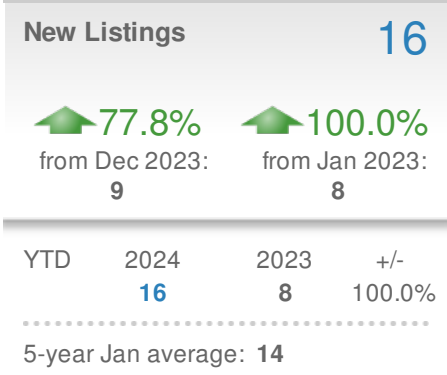 New Listings 16
77.8% 100.0%
from Dec 2023: from Jan 2023:
9 8
YTD 2024 2023 +/-
16 8 100.0%
5-year Jan average: 14